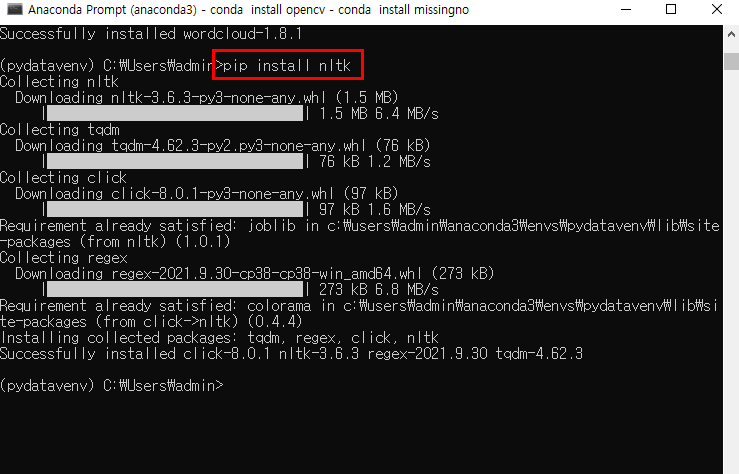 Anaconda Prompt (anaconda3) - conda  install opencv - conda  install missingno
Successfully installed wordcloud-1.8.1
(pydatavenv) C:₩Users₩admin>pip install nltk
Collecting nltk
  Downloading nltk-3.6.3-py3-none-any.whl (1.5 MB)
     |████████████████████████████████| 1.5 MB 6.4 MB/s
Collecting tqdm
  Downloading tqdm-4.62.3-py2.py3-none-any.whl (76 kB)
     |████████████████████████████████| 76 kB 1.2 MB/s
Collecting click
  Downloading click-8.0.1-py3-none-any.whl (97 kB)
     |████████████████████████████████| 97 kB 1.6 MB/s
Requirement already satisfied: joblib in c:₩users₩admin₩anaconda3₩envs₩pydatavenv₩lib₩site
-packages (from nltk) (1.0.1)
Collecting regex
  Downloading regex-2021.9.30-cp38-cp38-win_amd64.whl (273 kB)
     |████████████████████████████████| 273 kB 6.8 MB/s
Requirement already satisfied: colorama in c:₩users₩admin₩anaconda3₩envs₩pydatavenv₩lib₩si
te-packages (from click->nltk) (0.4.4)
Installing collected packages: tqdm, regex, click, nltk
Successfully installed click-8.0.1 nltk-3.6.3 regex-2021.9.30 tqdm-4.62.3
(pydatavenv) C:₩Users₩admin>